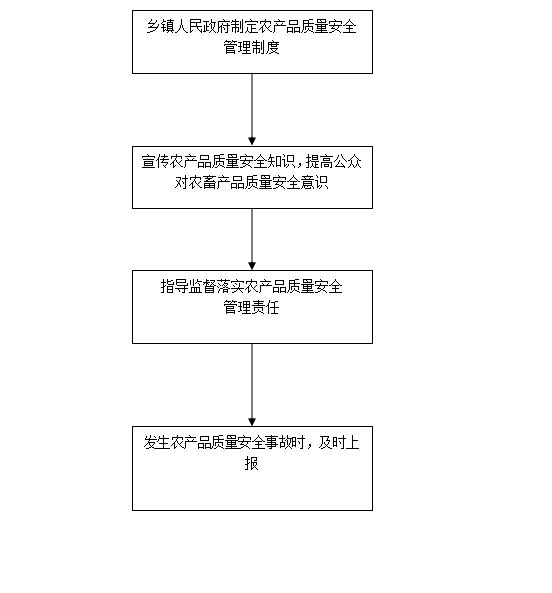 乡镇人民政府制定农产品质量安全
管理制度
宣传农产品质量安全知识，提高公众
对农畜产品质量安全意识
指导监督落实农产品质量安全
管理责任
发生农产品质量安全事故时，及时上
报